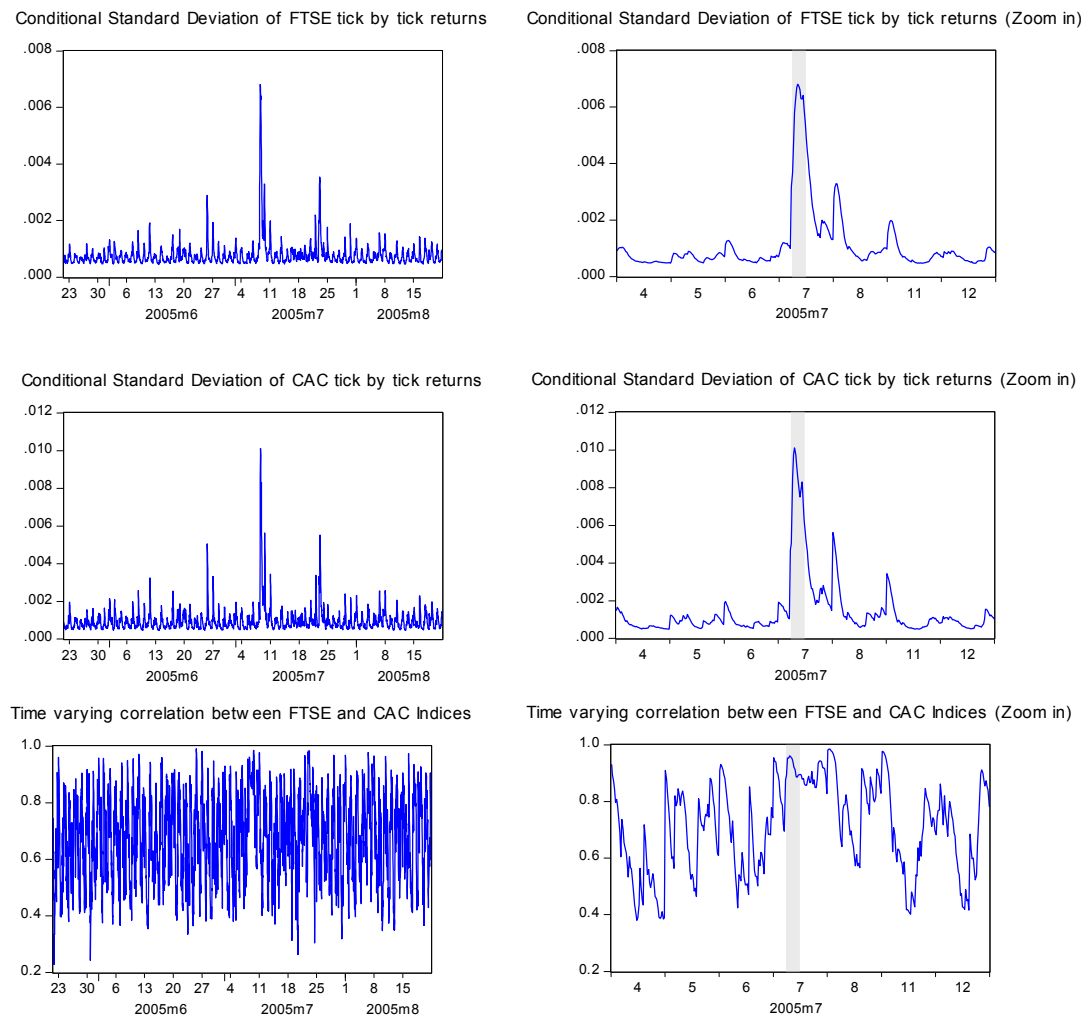 Conditional Standard Deviation of FTSE tick by tick returns
.008
.006
.004
.002
.000
23 30 6 13 20 27 4 11 18 25 1 8 15
2005m6 2005m7 2005m8
Conditional Standard Deviation of FTSE tick by tick returns (Zoom in)
.008
.006
.004
.002
.000
4 5 6 7 8 11 12
2005m7
Conditional Standard Deviation of CAC tick by tick returns
.012
.010
.008
.006
.004
.002
.000
23 30 6 13 20 27 4 11 18 25 1 8 15
2005m6 2005m7 2005m8
Conditional Standard Deviation of CAC tick by tick returns (Zoom in)
.012
.010
.008
.006
.004
.002
.000
4 5 6 7 8 11 12
2005m7
Time varying correlation between FTSE and CAC Indices
1.0
0.8
0.6
0.4
0.2
23 30 6 13 20 27 4 11 18 25 1 8 15
2005m6 2005m7 2005m8
Time varying correlation between FTSE and CAC Indices (Zoom in)
1.0
0.8
0.6
0.4
0.2
4 5 6 7 8 11 12
2005m7